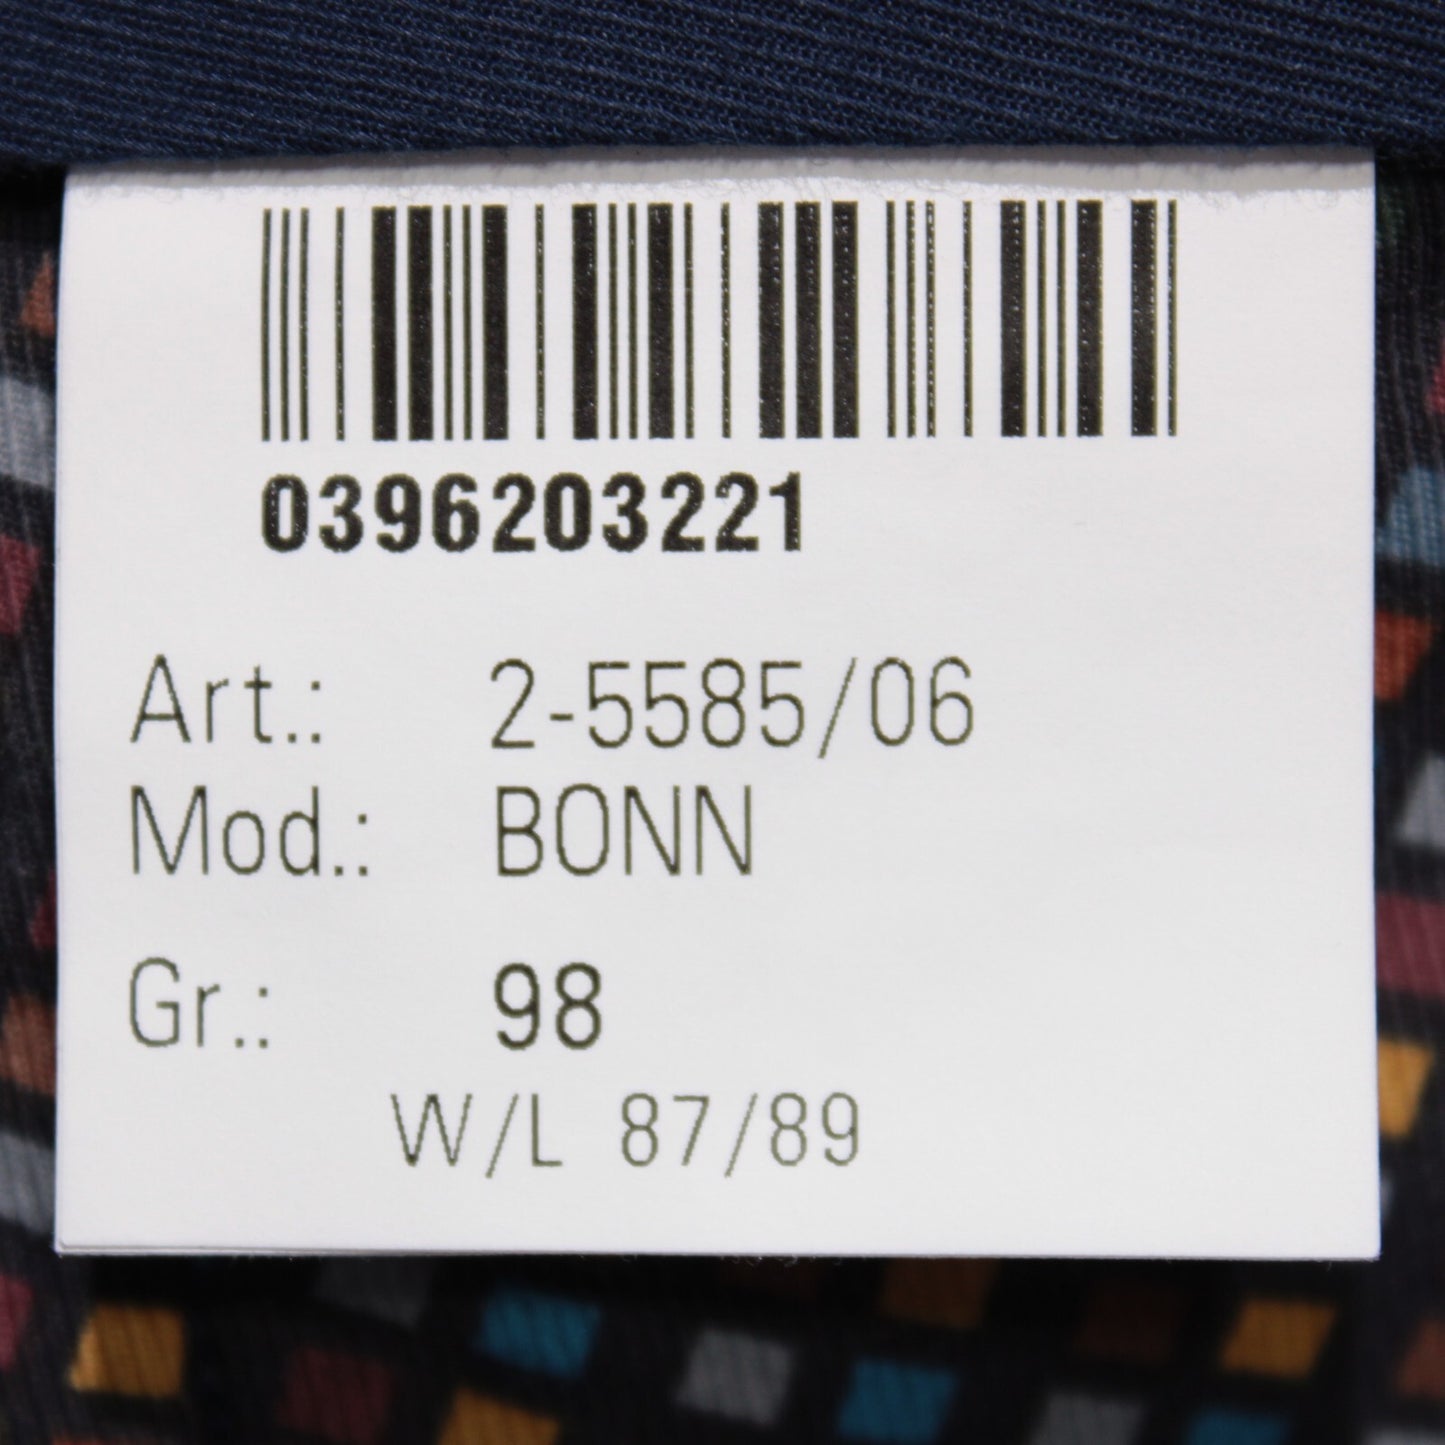 0396203221
Art.: 2-5585/06
Mod.: BONN
Gr.: 98
W/L 87/89